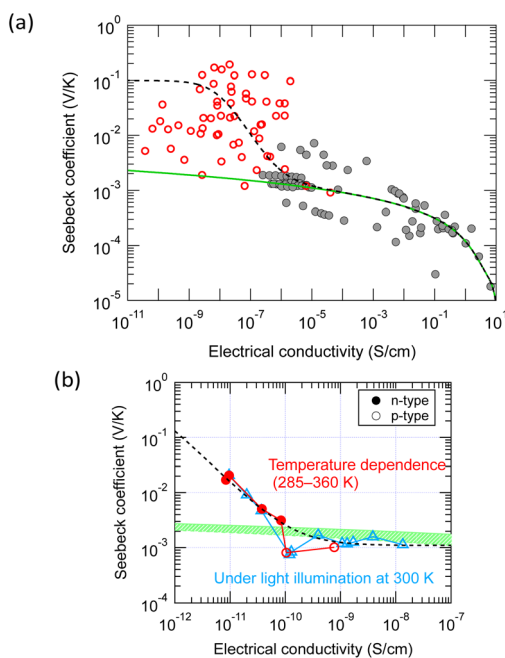 (a)
10^0
10^-1
10^-2
10^-3
10^-4
10^-5
Seebeck coefficient (V/K)
10^-11
10^-9
10^-7
10^-5
10^-3
10^-1
10^1
Electrical conductivity (S/cm)
(b)
10^0
10^-1
10^-2
10^-3
10^-4
Seebeck coefficient (V/K)
n-type
p-type
Temperature dependence
(285–360 K)
Under light illumination at 300 K
10^-12
10^-11
10^-10
10^-9
10^-8
10^-7
Electrical conductivity (S/cm)